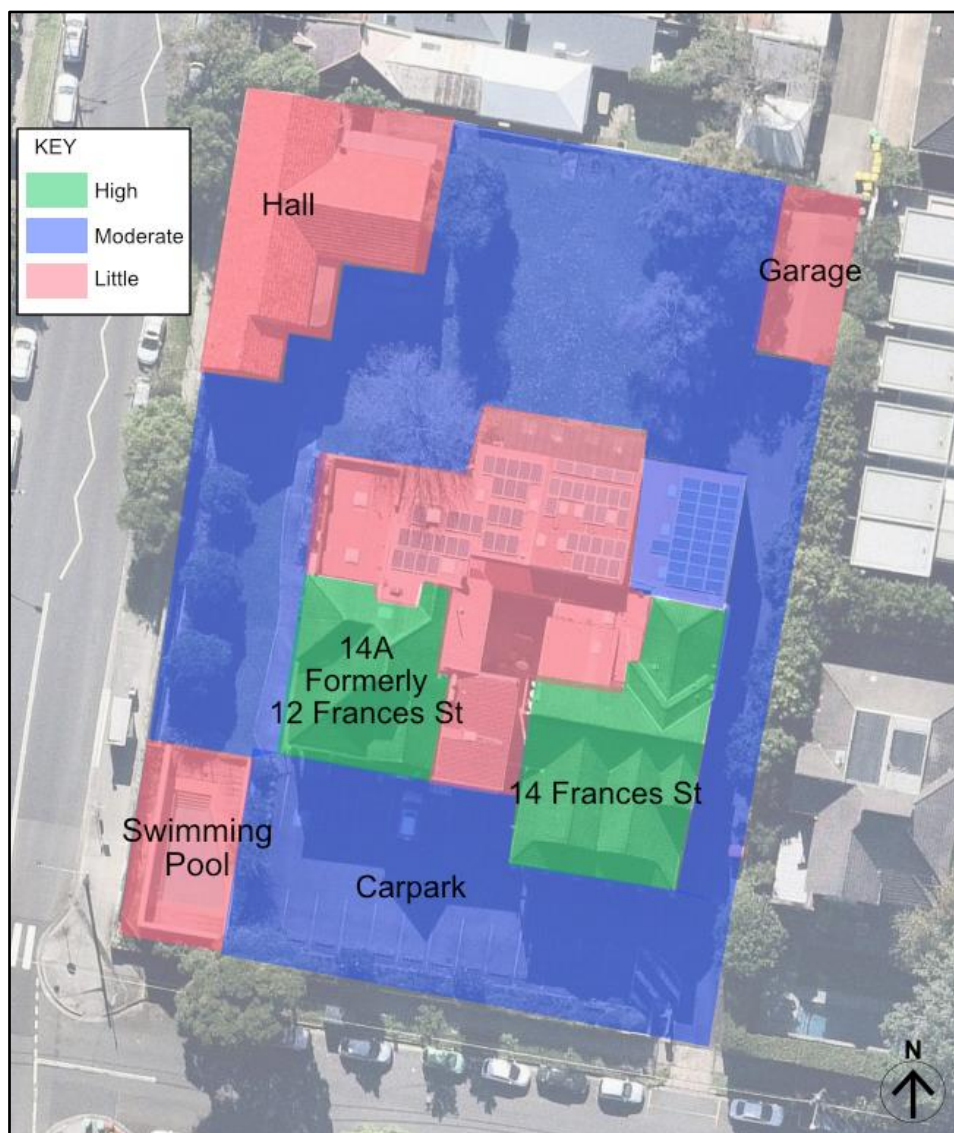 KEY
High
Moderate
Little
Hall
Garage
14A
Formerly
12 Frances St
14 Frances St
Swimming
Pool
Carpark
N